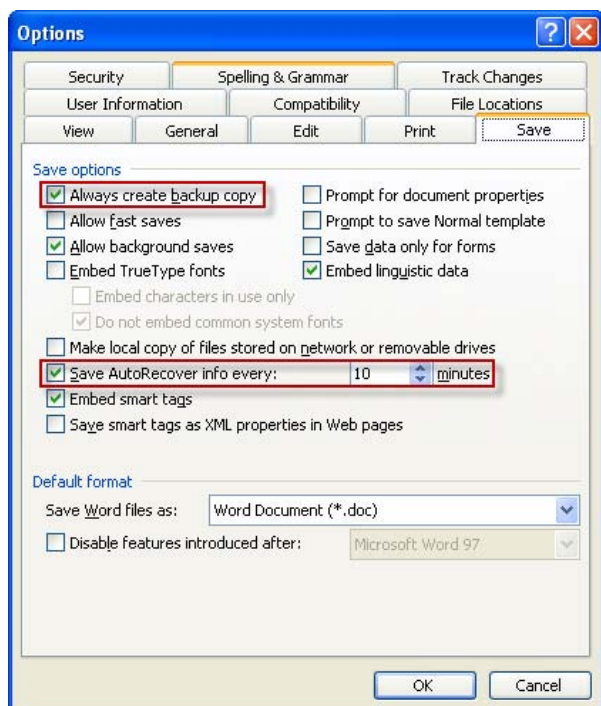 Options
Security Spelling & Grammar Track Changes
User Information Compatibility File Locations
View General Edit Print Save
Save options
Always create backup copy Prompt for document properties
Allow fast saves Prompt to save Normal template
Allow background saves Save data only for forms
Embed TrueType fonts Embed linguistic data
Embed characters in use only
Do not embed common system fonts
Make local copy of files stored on network or removable drives
Save AutoRecover info every: 10 minutes
Embed smart tags
Save smart tags as XML properties in Web pages
Default format
Save Word files as: Word Document (*.doc)
Disable features introduced after: Microsoft Word 97
OK Cancel